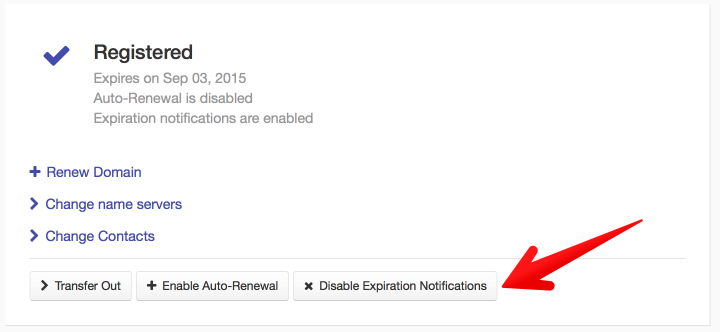 Registered
Expires on Sep 03, 2015
Auto-Renewal is disabled
Expiration notifications are enabled
Renew Domain
Change name servers
Change Contacts
Transfer Out
Enable Auto-Renewal
Disable Expiration Notifications